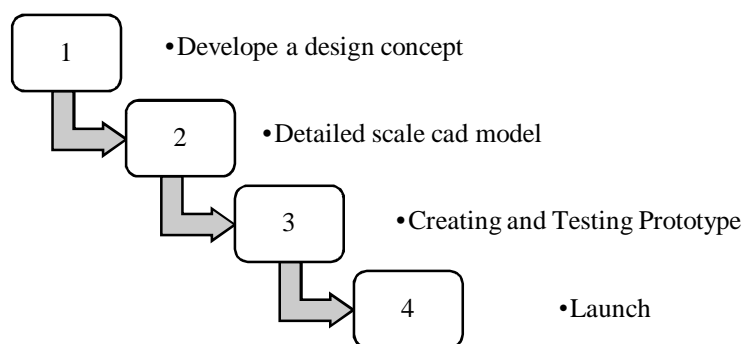 1
•Develope a design concept
2
•Detailed scale cad model
3
•Creating and Testing Prototype
4
•Launch